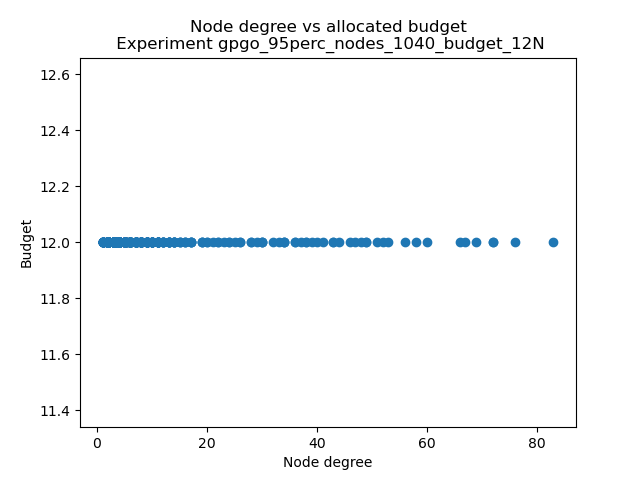 Node degree vs allocated budget
Experiment gpgo_95perc_nodes_1040_budget_12N
12.6
12.4
12.2
12.0
11.8
11.6
11.4
Budget
0 20 40 60 80
Node degree